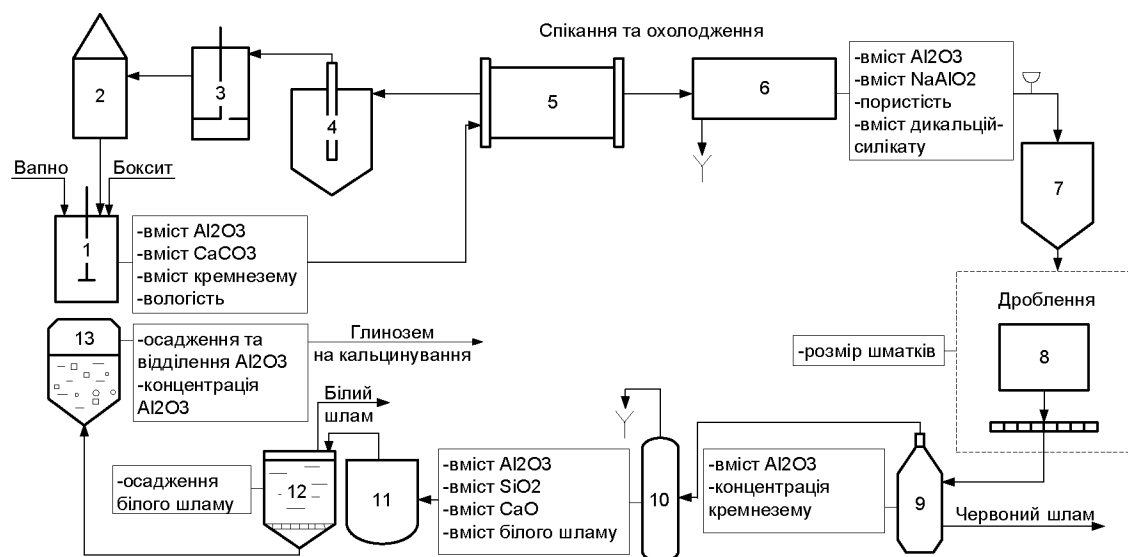 Спікання та охолодження
2
3
4
5
6
-вміст Al2O3
-вміст NaAlO2
-пористість
-вміст дикальцій-
силікату
7
Вапно
Боксит
1
-вміст Al2O3
-вміст CaCO3
-вміст кремнезему
-вологість
Дроблення
8
-розмір шматків
13
-осадження та
відділення Al2O3
-концентрація
Al2O3
Глинозем
на кальцинування
Білий
шлам
-осадження
білого шламу
12
11
-вміст Al2O3
-вміст SiO2
-вміст CaO
-вміст білого шламу
10
-вміст Al2O3
-концентрація
кремнезему
9
Червоний шлам